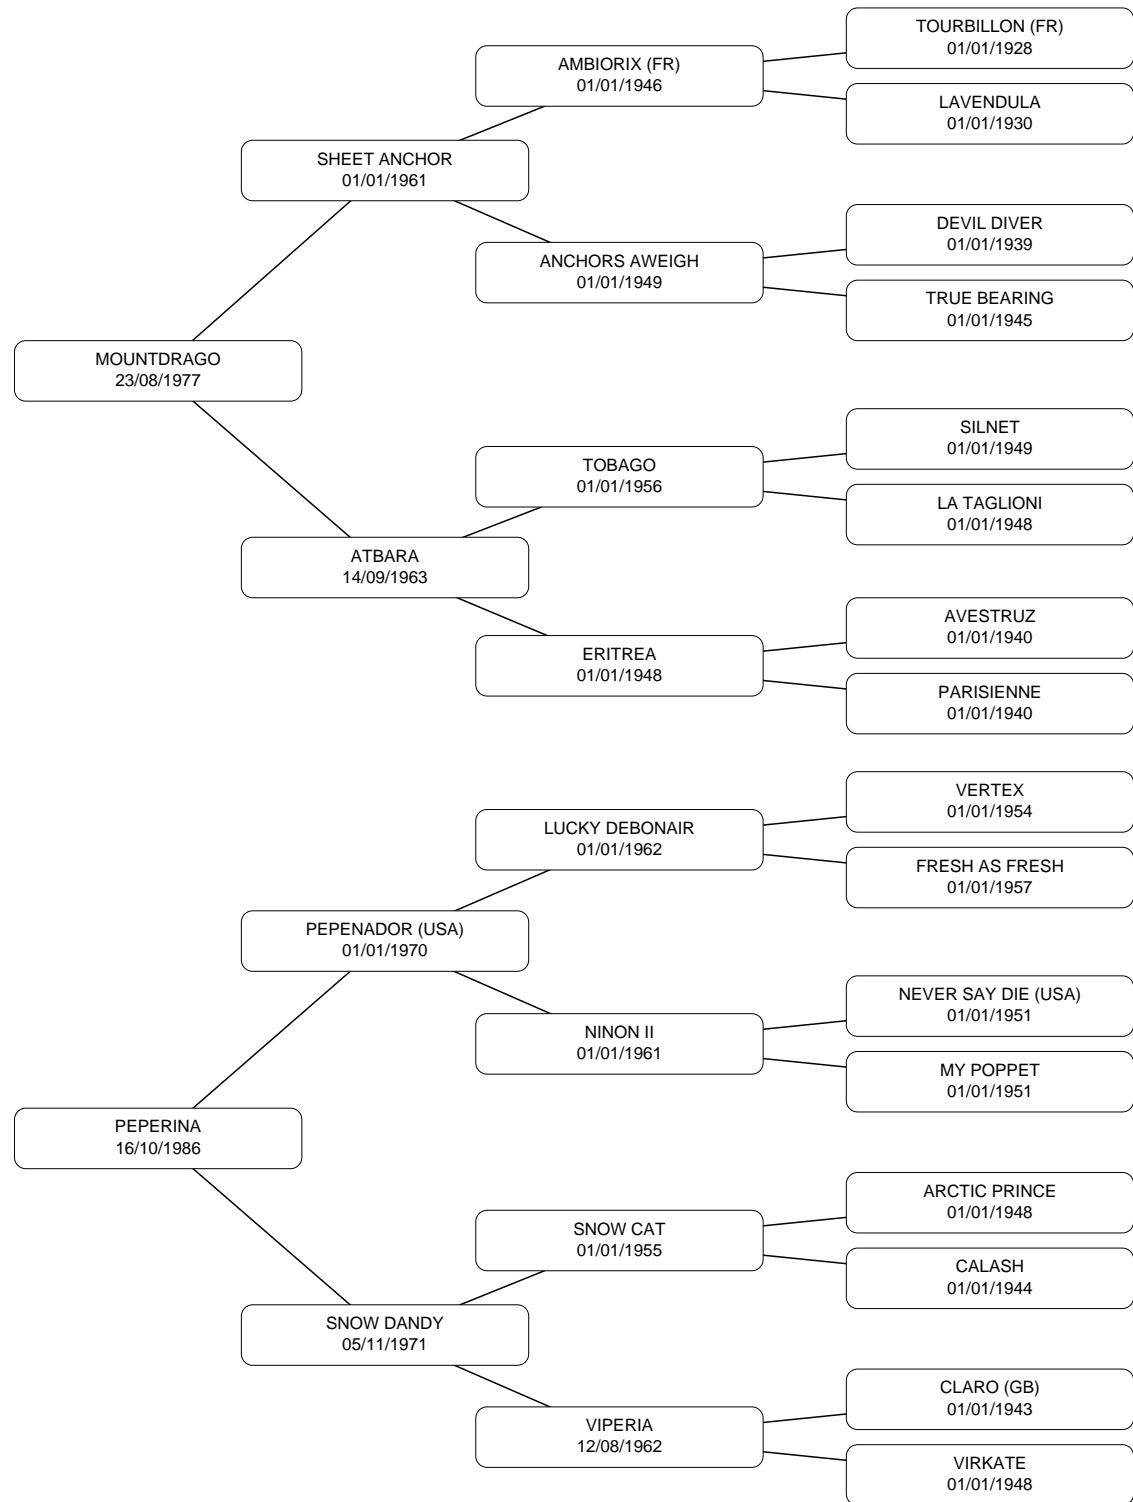 TOURBILLON (FR)
01/01/1928
AMBIORIX (FR)
01/01/1946
LAVENDULA
01/01/1930
SHEET ANCHOR
01/01/1961
DEVIL DIVER
01/01/1939
ANCHORS AWEIGH
01/01/1949
TRUE BEARING
01/01/1945
MOUNTDRAGO
23/08/1977
SILNET
01/01/1949
TOBAGO
01/01/1956
LA TAGLIONI
01/01/1948
ATBARA
14/09/1963
AVESTRUZ
01/01/1940
ERITREA
01/01/1948
PARISIENNE
01/01/1940
VERTEX
01/01/1954
LUCKY DEBONAIR
01/01/1962
FRESH AS FRESH
01/01/1957
PEPENADOR (USA)
01/01/1970
NEVER SAY DIE (USA)
01/01/1951
NINON II
01/01/1961
MY POPPET
01/01/1951
PEPERINA
16/10/1986
ARCTIC PRINCE
01/01/1948
SNOW CAT
01/01/1955
CALASH
01/01/1944
SNOW DANDY
05/11/1971
CLARO (GB)
01/01/1943
VIPERIA
12/08/1962
VIRKATE
01/01/1948